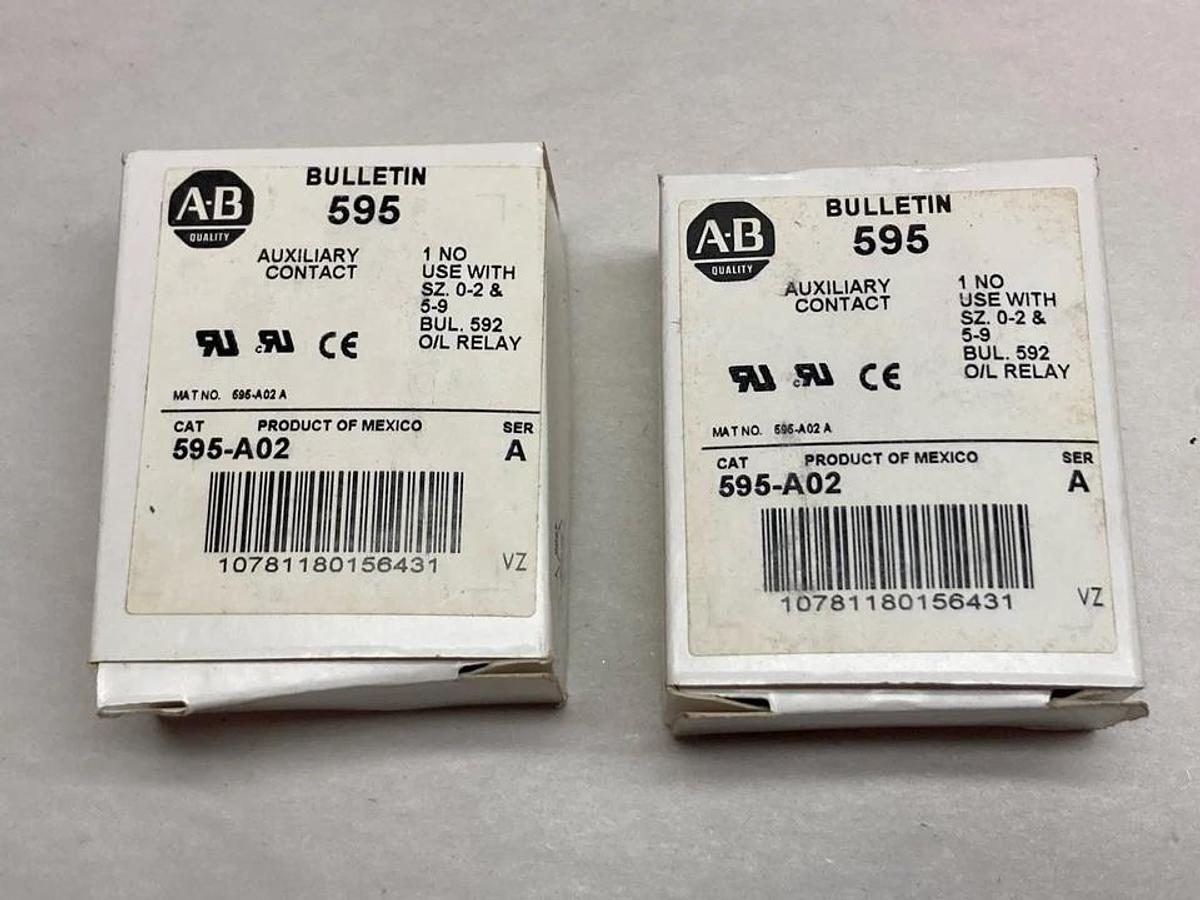 A-B
QUALITY
BULLETIN
595
AUXILIARY
CONTACT
1 NO
USE WITH
SZ. 0-2 &
5-9
BUL. 592
O/L RELAY
MAT NO. 595-A02 A
CAT PRODUCT OF MEXICO SER
595-A02 A
10781180156431 VZ
A-B
QUALITY
BULLETIN
595
AUXILIARY
CONTACT
1 NO
USE WITH
SZ. 0-2 &
5-9
BUL. 592
O/L RELAY
MAT NO. 595-A02 A
CAT PRODUCT OF MEXICO SER
595-A02 A
10781180156431 VZ